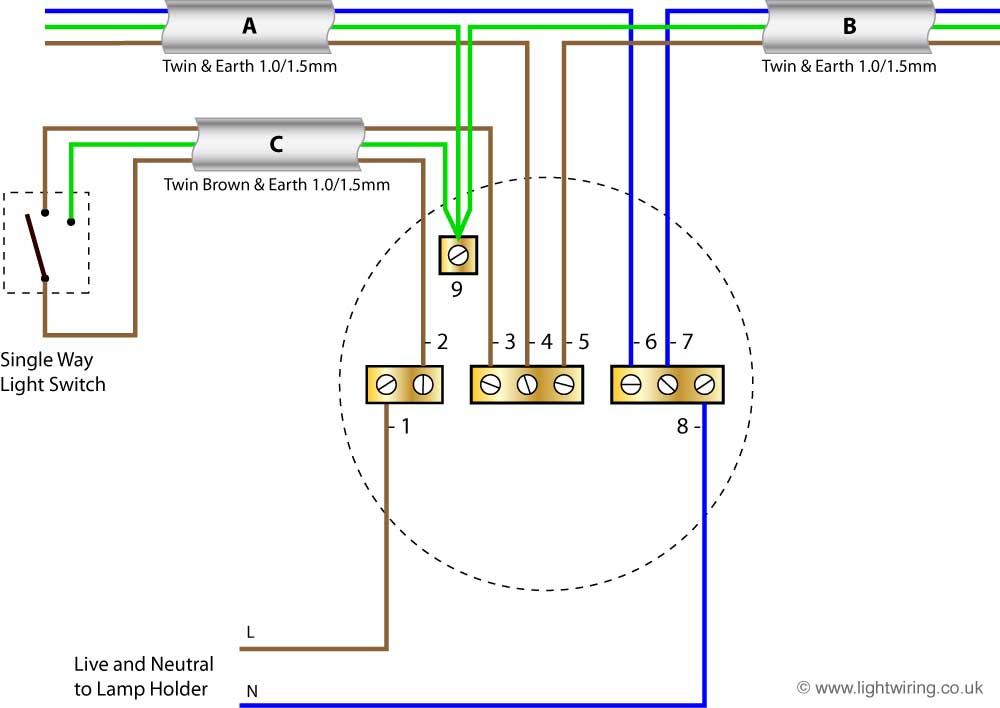 A
B
Twin & Earth 1.0/1.5mm
Twin & Earth 1.0/1.5mm
C
Twin Brown & Earth 1.0/1.5mm
9
2
3
4
5
6
7
Single Way
Light Switch
1
8
L
Live and Neutral
to Lamp Holder
N
© www.lightwiring.co.uk